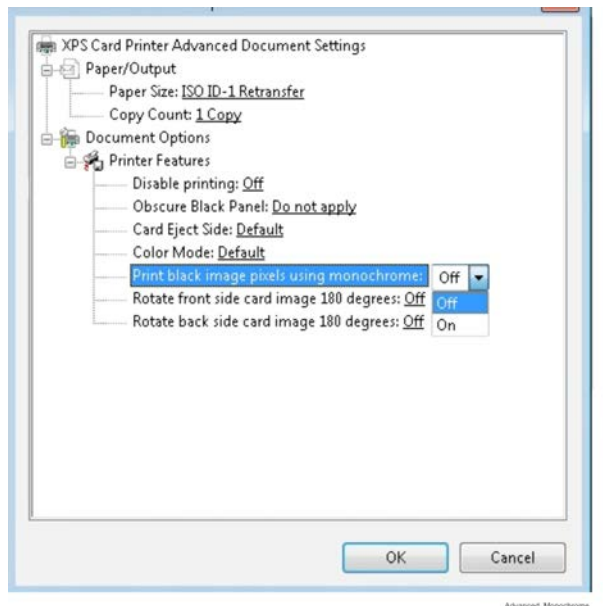 XPS Card Printer Advanced Document Settings
Paper/Output
Paper Size: ISO ID-1 Retransfer
Copy Count: 1 Copy
Document Options
Printer Features
Disable printing: Off
Obscure Black Panel: Do not apply
Card Eject Side: Default
Color Mode: Default
Print black image pixels using monochrome: Off
Rotate front side card image 180 degrees: Off Off
Rotate back side card image 180 degrees: Off On
OK Cancel
Advanced_Monochrome